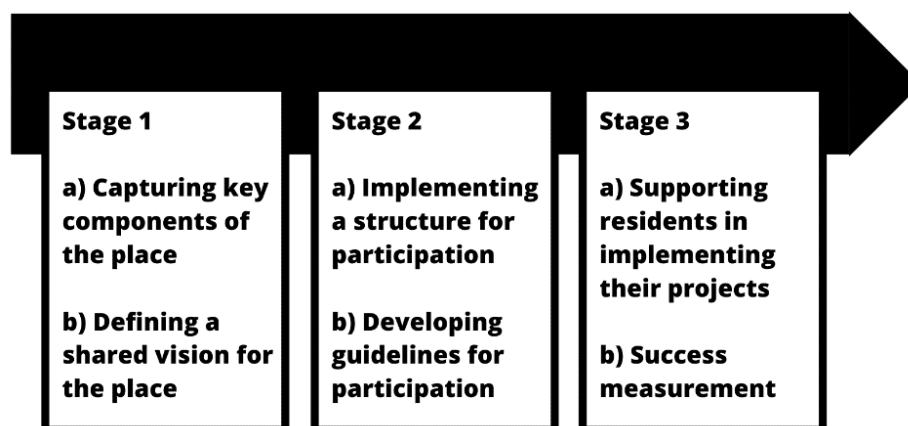 Stage 1
a) Capturing key
components of
the place
b) Defining a
shared vision for
the place
Stage 2
a) Implementing
a structure for
participation
b) Developing
guidelines for
participation
Stage 3
a) Supporting
residents in
implementing
their projects
b) Success
measurement